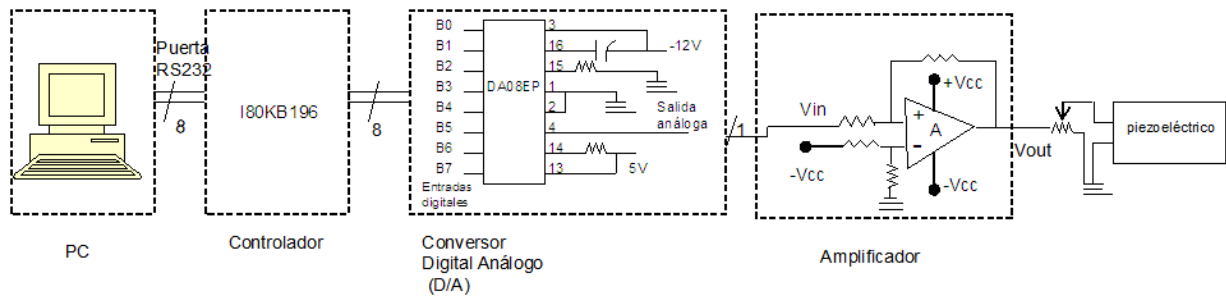 Puerta
RS232
8
PC
I80KB196
8
Controlador
B0
B1
B2
B3
B4
B5
B6
B7
Entradas
digitales
DA08EP
3
16
15
1
2
4
14
13
-12V
Salida
análoga
5V
Conversor
Digital Análogo
(D/A)
1
Vin
-Vcc
+Vcc
+
A
-
-Vcc
Vout
Amplificador
piezoeléctrico